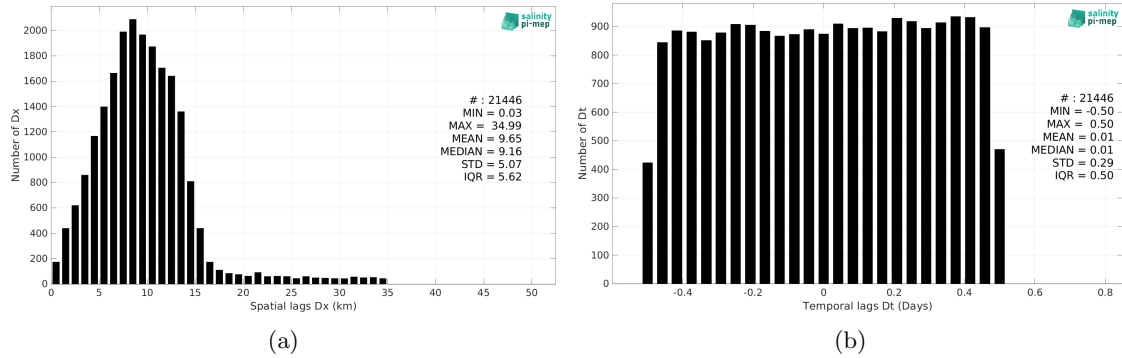 salinity
pi-mep
2000
1800
1600
1400
1200
1000
800
600
400
200
0
Number of Dx
# : 21446
MIN = 0.03
MAX = 34.99
MEAN = 9.65
MEDIAN = 9.16
STD = 5.07
IQR = 5.62
0 5 10 15 20 25 30 35 40 45 50
Spatial lags Dx (km)
(a)
salinity
pi-mep
900
800
700
600
500
400
300
200
100
0
Number of Dt
# : 21446
MIN = -0.50
MAX = 0.50
MEAN = 0.01
MEDIAN = 0.01
STD = 0.29
IQR = 0.50
-0.4 -0.2 0 0.2 0.4 0.6 0.8
Temporal lags Dt (Days)
(b)